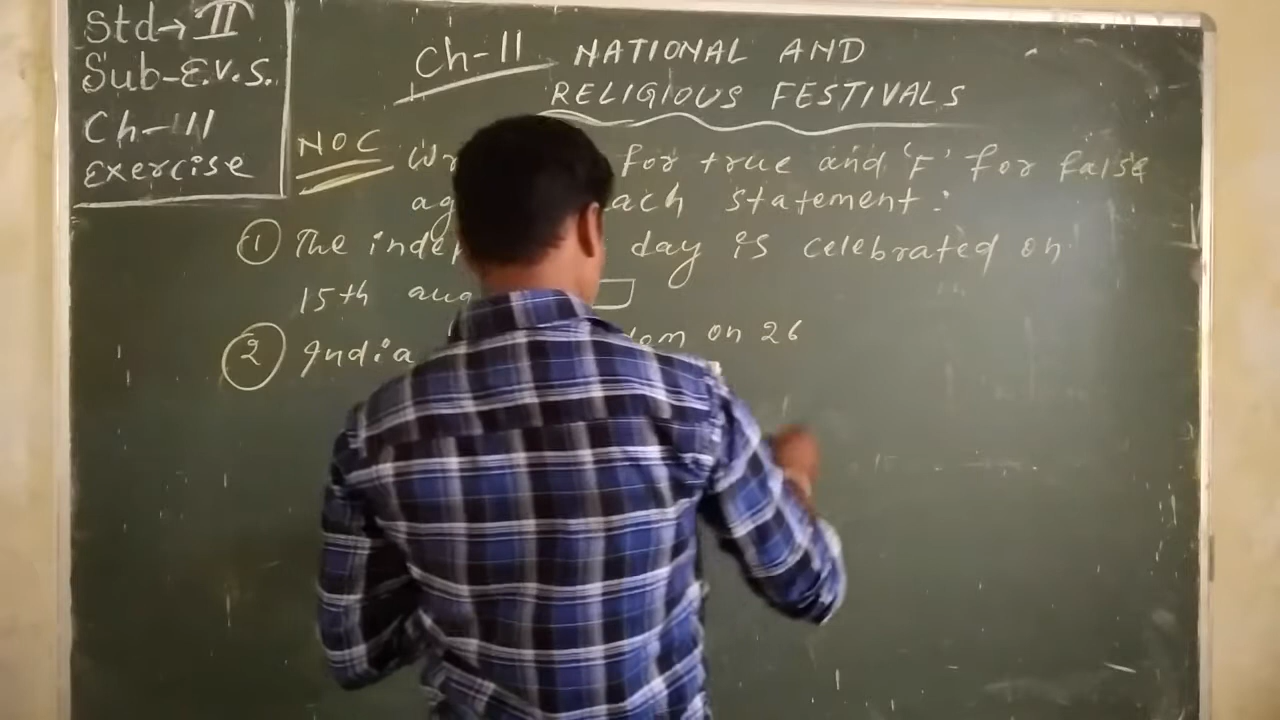 Std→II
Sub-E.V.S.
Ch-11
Exercise
Ch-11 NATIONAL AND
RELIGIOUS FESTIVALS
NOC for true and 'F' for false
statement:
① The day is celebrated on
15th
② India on 26